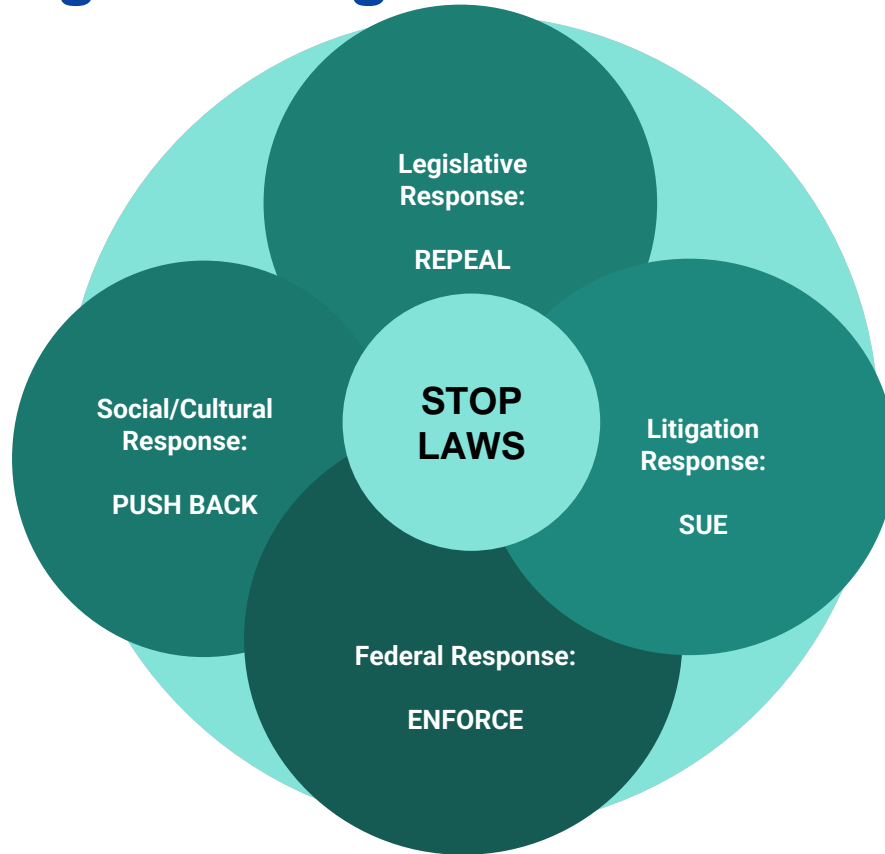 Legislative
Response:
REPEAL
Social/Cultural
Response:
PUSH BACK
STOP
LAWS
Litigation
Response:
SUE
Federal Response:
ENFORCE